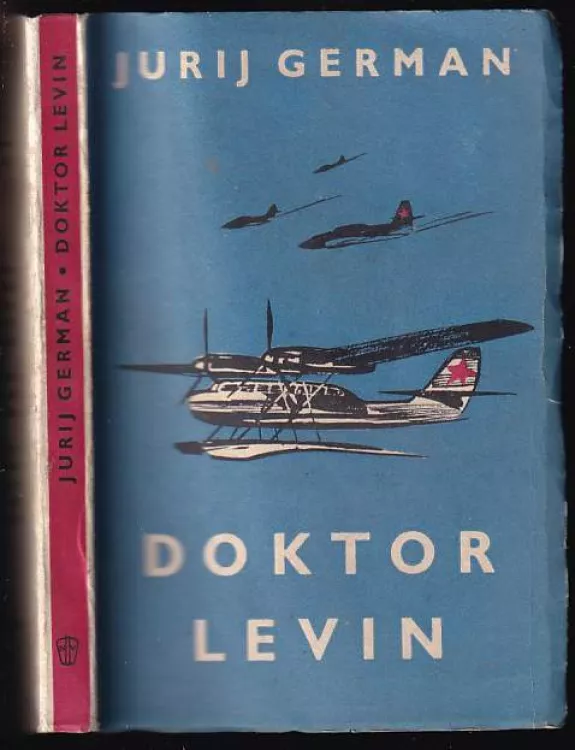 JURIJ GERMAN
DOKTOR
LEVIN
JURIJ GERMAN • DOKTOR LEVIN